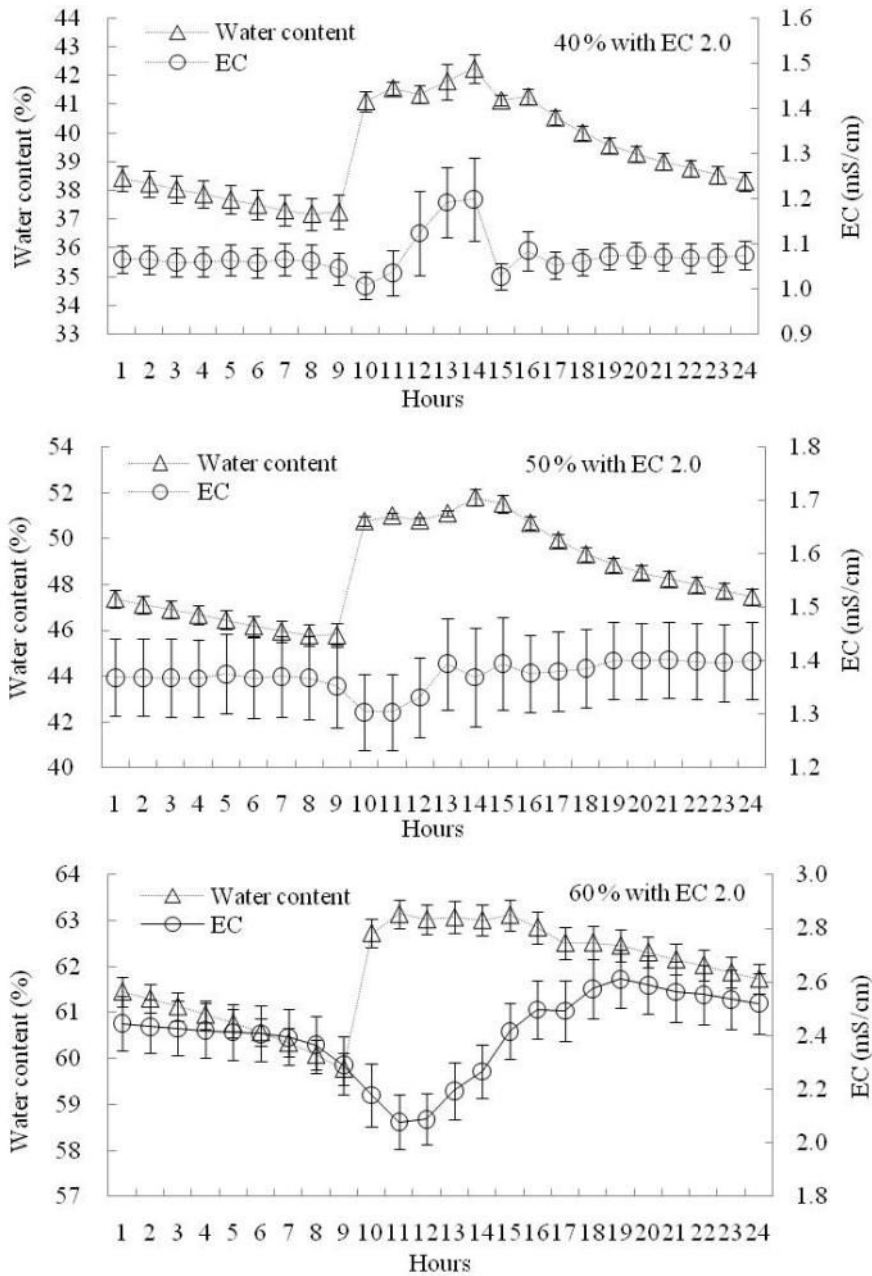 44
43
42
41
40
39
38
37
36
35
34
33
Water content (%)
Water content
EC
40% with EC 2.0
1.6
1.5
1.4
1.3
1.2
1.1
1.0
0.9
EC (mS/cm)
1 2 3 4 5 6 7 8 9 10 11 12 13 14 15 16 17 18 19 20 21 22 23 24
Hours
54
52
50
48
46
44
42
40
Water content (%)
Water content
EC
50% with EC 2.0
1.8
1.7
1.6
1.5
1.4
1.3
1.2
EC (mS/cm)
1 2 3 4 5 6 7 8 9 10 11 12 13 14 15 16 17 18 19 20 21 22 23 24
Hours
64
63
62
61
60
59
58
57
Water content (%)
Water content
EC
60% with EC 2.0
3.0
2.8
2.6
2.4
2.2
2.0
1.8
EC (mS/cm)
1 2 3 4 5 6 7 8 9 10 11 12 13 14 15 16 17 18 19 20 21 22 23 24
Hours